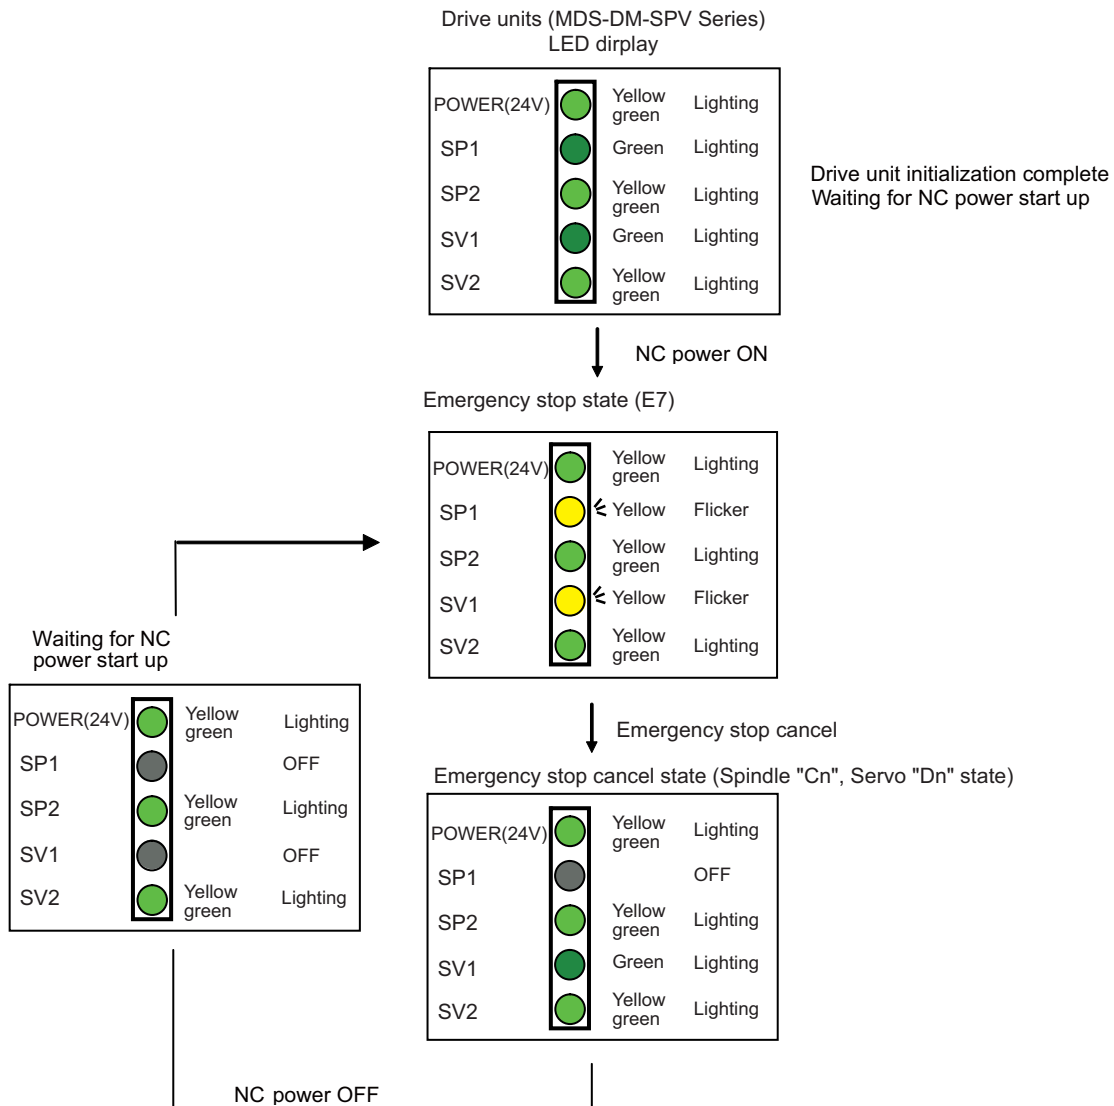 Drive units (MDS-DM-SPV Series)
LED dirplay
POWER(24V) Yellow green Lighting
SP1 Green Lighting
SP2 Yellow green Lighting
SV1 Green Lighting
SV2 Yellow green Lighting
Drive unit initialization complete
Waiting for NC power start up
NC power ON
Emergency stop state (E7)
POWER(24V) Yellow green Lighting
SP1 Yellow Flicker
SP2 Yellow green Lighting
SV1 Yellow Flicker
SV2 Yellow green Lighting
Waiting for NC
power start up
POWER(24V) Yellow green Lighting
SP1 OFF
SP2 Yellow green Lighting
SV1 OFF
SV2 Yellow green Lighting
Emergency stop cancel
Emergency stop cancel state (Spindle "Cn", Servo "Dn" state)
POWER(24V) Yellow green Lighting
SP1 OFF
SP2 Yellow green Lighting
SV1 Green Lighting
SV2 Yellow green Lighting
NC power OFF